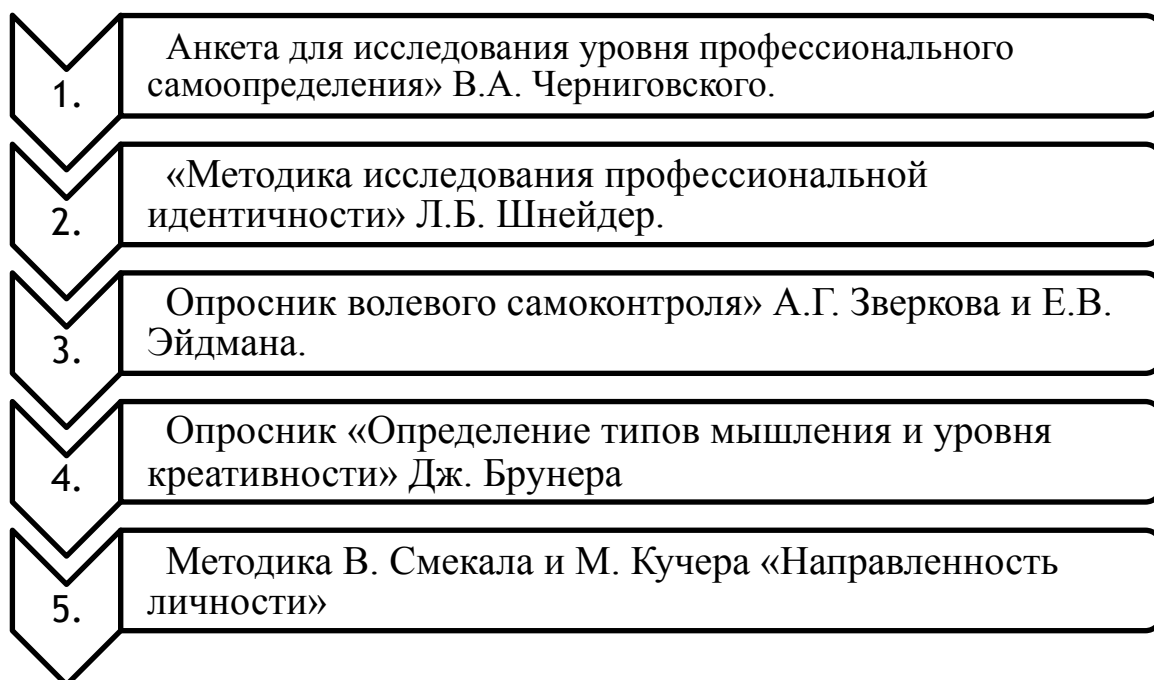 1.
Анкета для исследования уровня профессионального
самоопределения» В.А. Черниговского.
2.
«Методика исследования профессиональной
идентичности» Л.Б. Шнейдер.
3.
Опросник волевого самоконтроля» А.Г. Зверкова и Е.В.
Эйдмана.
4.
Опросник «Определение типов мышления и уровня
креативности» Дж. Брунера
5.
Методика В. Смекала и М. Кучера «Направленность
личности»